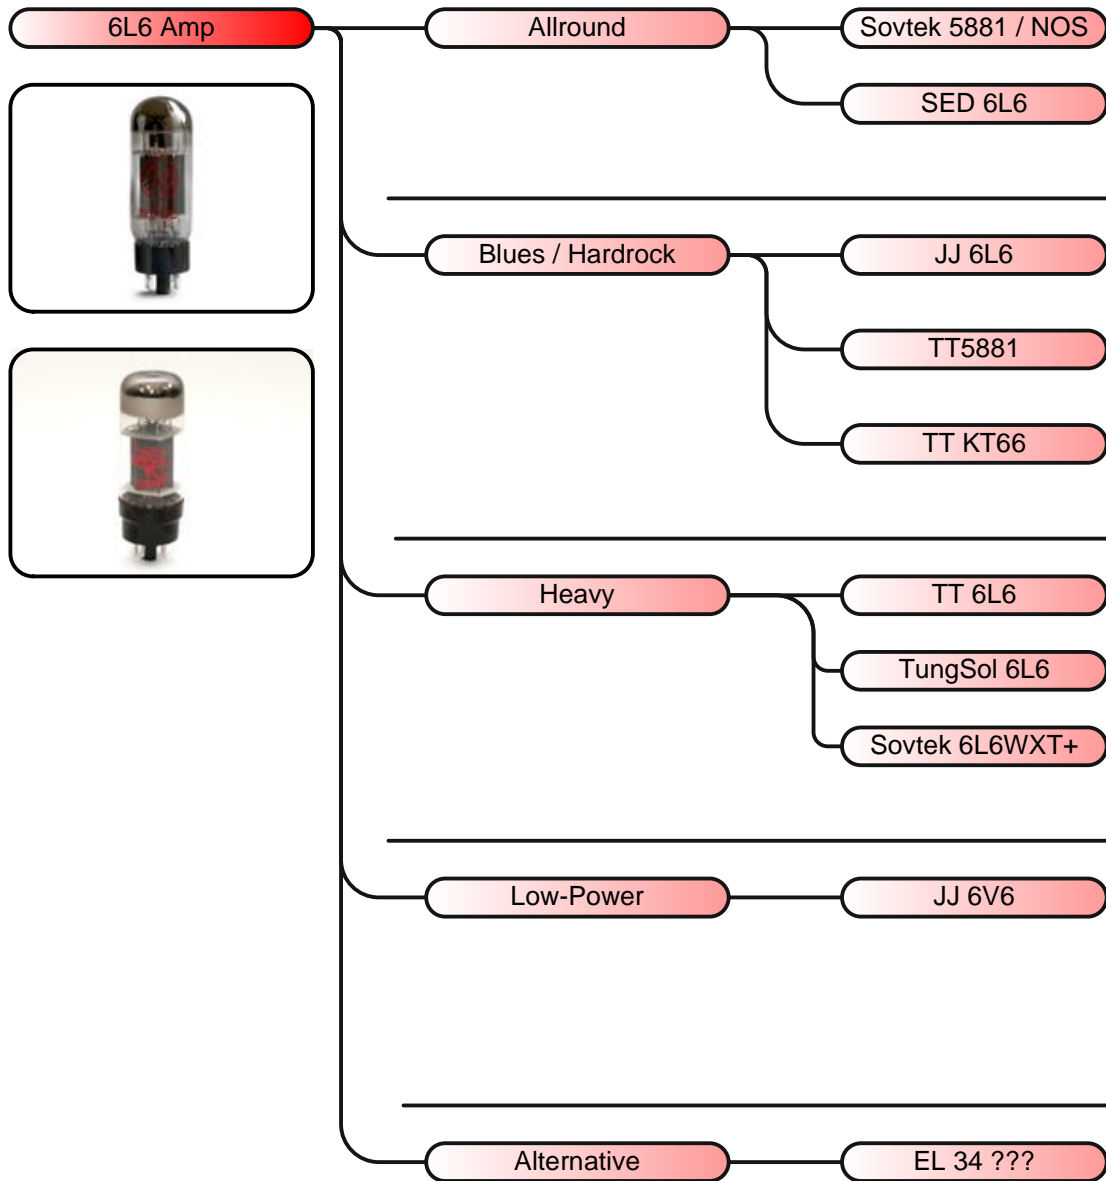 6L6 Amp
Allround
Sovtek 5881 / NOS
SED 6L6
Blues / Hardrock
JJ 6L6
TT5881
TT KT66
Heavy
TT 6L6
TungSol 6L6
Sovtek 6L6WXT+
Low-Power
JJ 6V6
Alternative
EL 34 ???